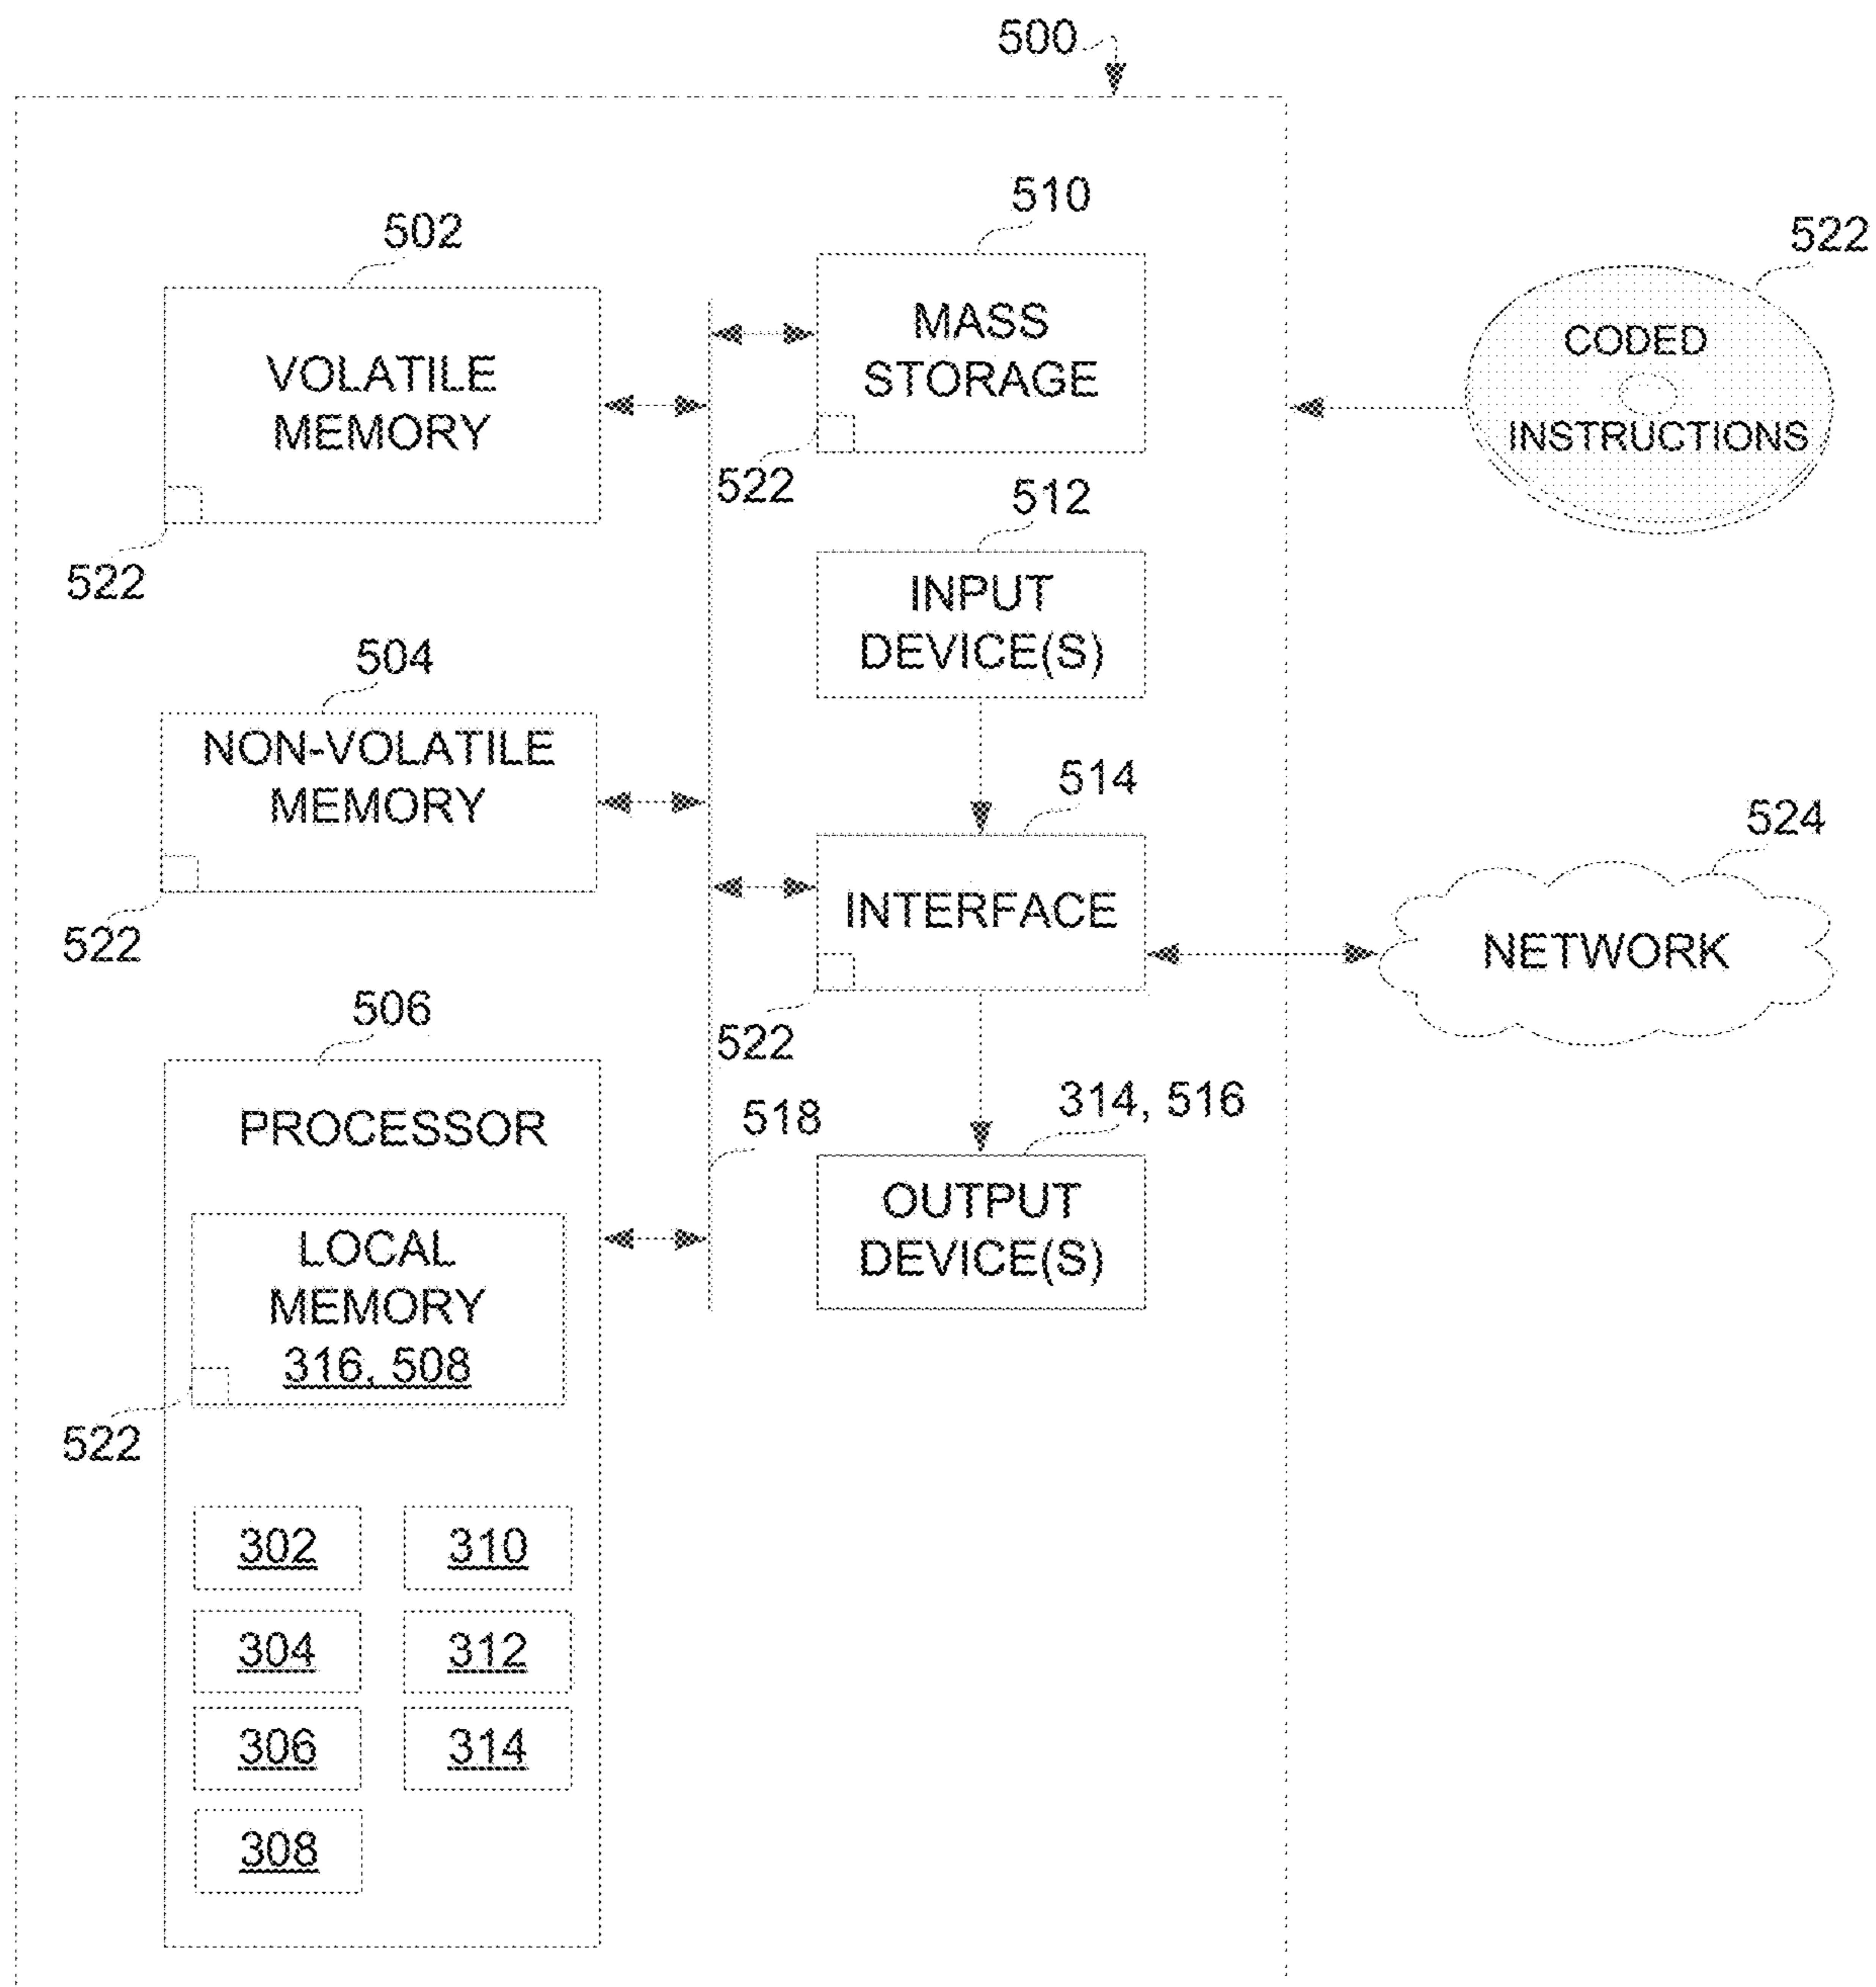 500
510
502
522
MASS
STORAGE
VOLATILE
MEMORY
CODED
INSTRUCTIONS
522
522
512
INPUT
DEVICE(S)
504
NON-VOLATILE
MEMORY
514
524
INTERFACE
NETWORK
522
522
506
314, 516
PROCESSOR
518
OUTPUT
DEVICE(S)
LOCAL
MEMORY
316, 508
522
302
310
304
312
306
314
308